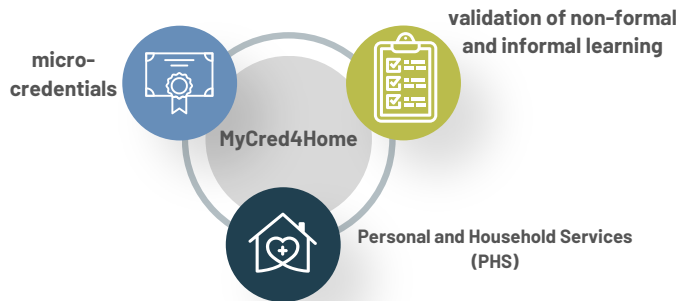 validation of non-formal
and informal learning
micro-
credentials
MyCred4Home
Personal and Household Services
(PHS)